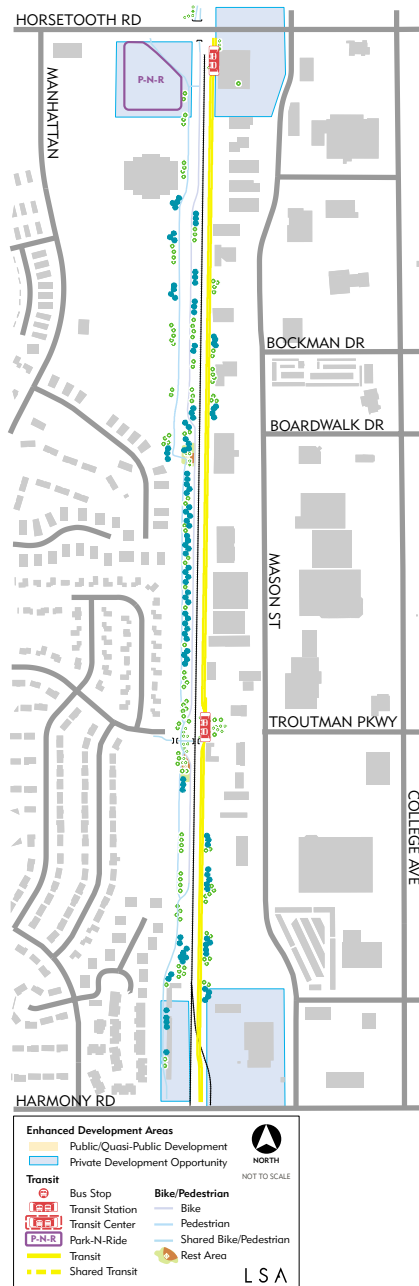 HORSETOOTH RD
P-N-R
MANHATTAN
BOCKMAN DR
BOARDWALK DR
MASON ST
TROUTMAN PKWY
COLLEGE AVE
HARMONY RD
Enhanced Development Areas
Public/Quasi-Public Development
Private Development Opportunity
NORTH
NOT TO SCALE
Transit
Bus Stop
Transit Station
Transit Center
P-N-R Park-N-Ride
Transit
Shared Transit
Bike/Pedestrian
Bike
Pedestrian
Shared Bike/Pedestrian
Rest Area
LSA